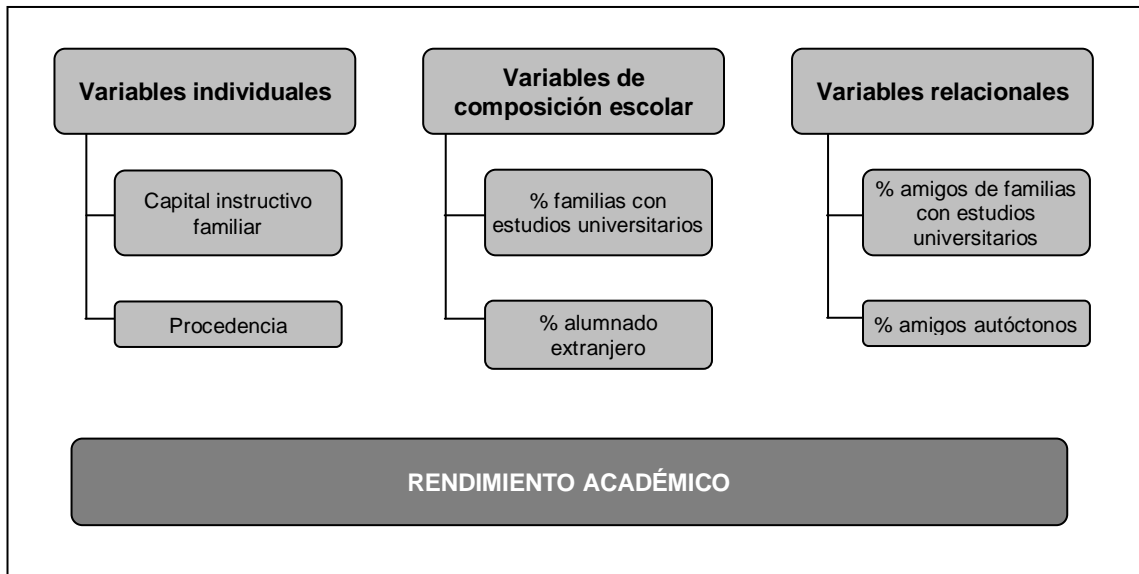 Variables individuales
Capital instructivo
familiar
Procedencia
Variables de
composición escolar
% familias con
estudios universitarios
% alumnado
extranjero
Variables relacionales
% amigos de familias
con estudios
universitarios
% amigos autóctonos
RENDIMIENTO ACADÉMICO